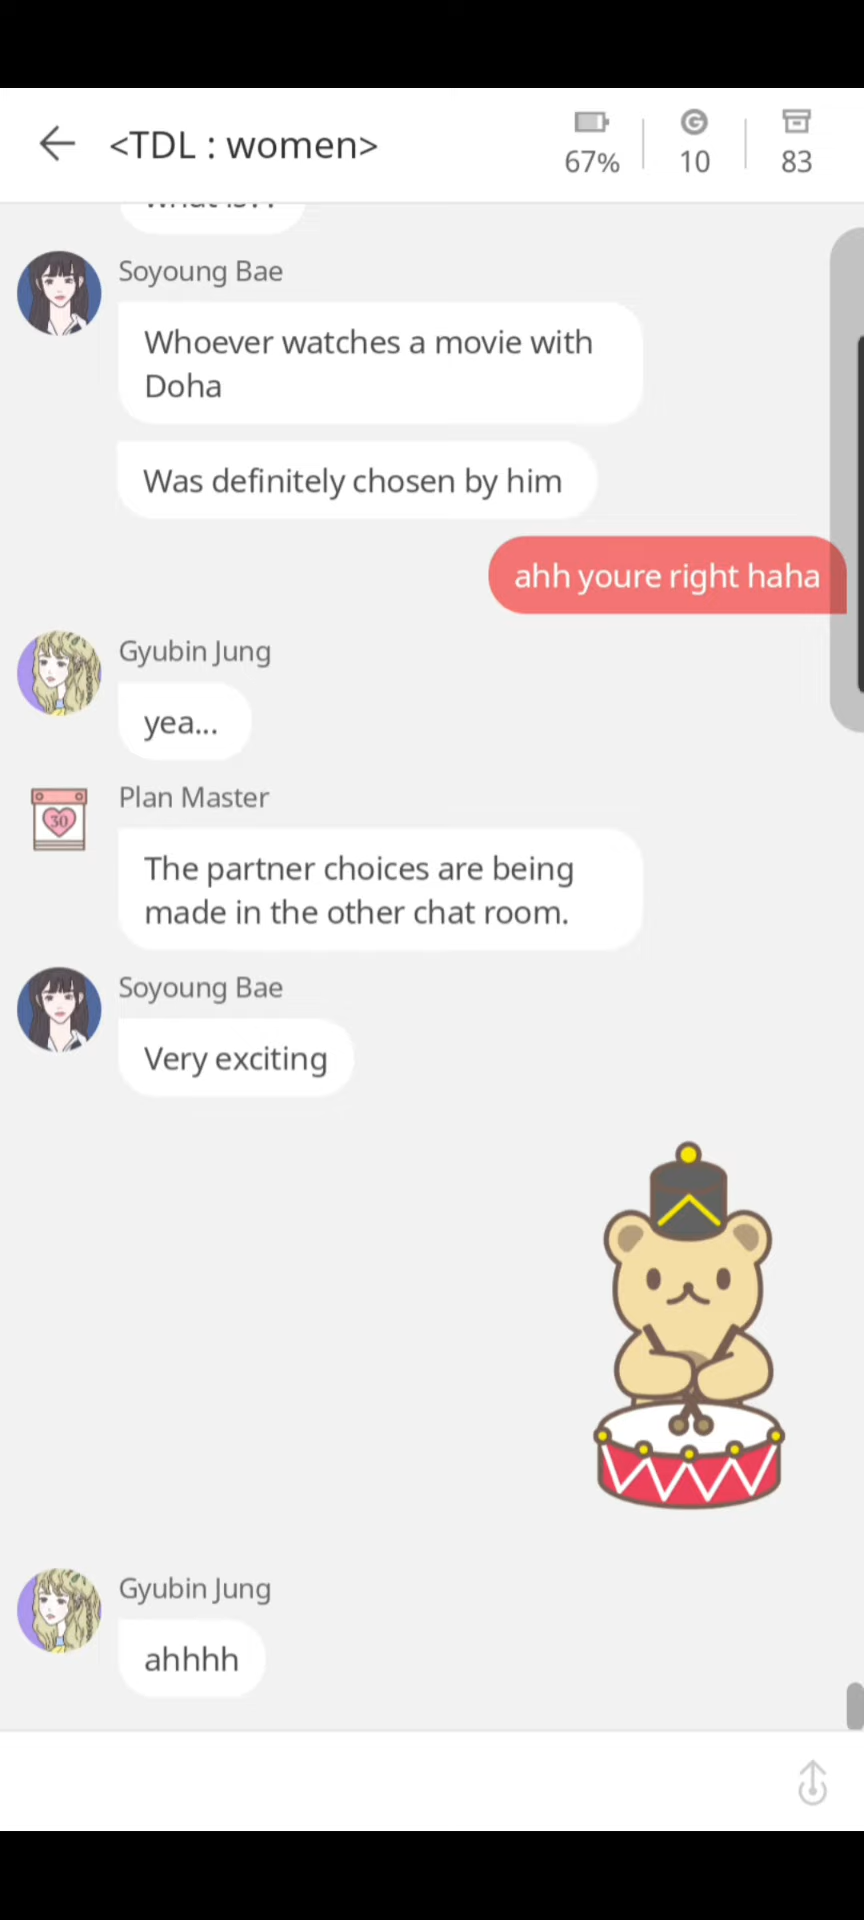 <TDL : women>
67%
10
83
Soyoung Bae
Whoever watches a movie with
Doha
Was definitely chosen by him
ahh youre right haha
Gyubin Jung
yea...
30
Plan Master
The partner choices are being
made in the other chat room.
Soyoung Bae
Very exciting
Gyubin Jung
ahhhh